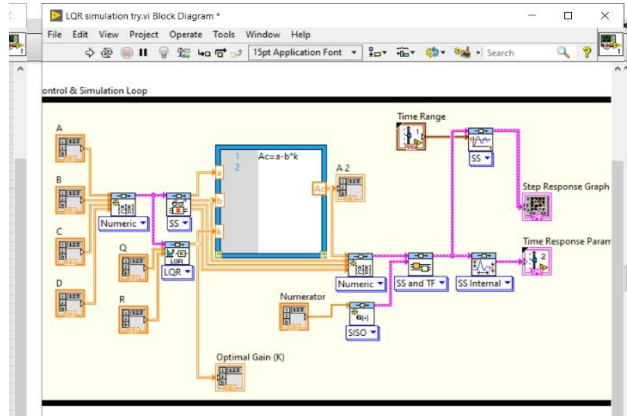 LQR simulation try.vi Block Diagram *
File Edit View Project Operate Tools Window Help
15pt Application Font
Search
ontrol & Simulation Loop
A
B
C
D
Numeric
SS
Q
R
LQR
1 Ac=a-b*k
2
a
b
k
Ac
A 2
Time Range
SS
Step Response Graph
Time Response Param
Numeric
SS and TF
SS Internal
Numerator
SISO
Optimal Gain (K)